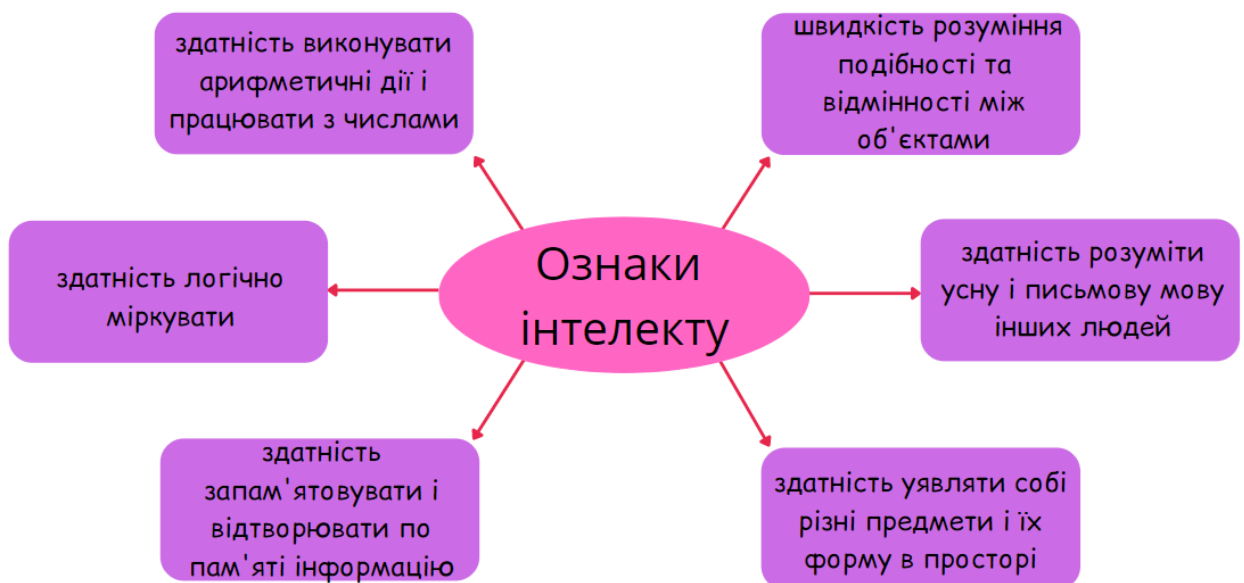 здатність виконувати
арифметичні дії і
працювати з числами
швидкість розуміння
подібності та
відмінності між
об'єктами
здатність логічно
міркувати
Ознаки
інтелекту
здатність розуміти
усну і письмову мову
інших людей
здатність
запам'ятовувати і
відтворювати по
пам'яті інформацію
здатність уявляти собі
різні предмети і їх
форму в просторі